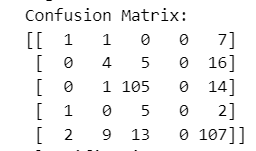 Confusion Matrix:
[[  1   1   0   0   7]
 [  0   4   5   0  16]
 [  0   1 105   0  14]
 [  1   0   5   0   2]
 [  2   9  13   0 107]]